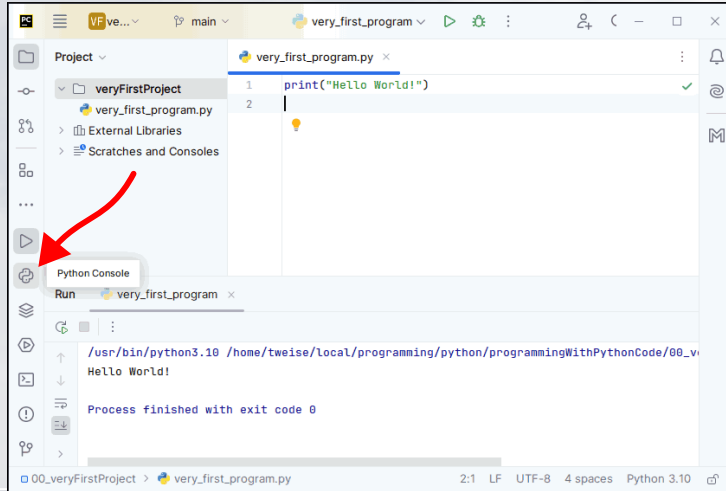 PC VF ve... main very_first_program
Project
very_first_program.py
veryFirstProject
very_first_program.py
External Libraries
Scratches and Consoles
1 print("Hello World!")
2
Python Console
Run very_first_program
/usr/bin/python3.10 /home/tweise/local/programming/python/programmingWithPythonCode/00_v
Hello World!
Process finished with exit code 0
00_veryFirstProject > very_first_program.py 2:1 LF UTF-8 4 spaces Python 3.10